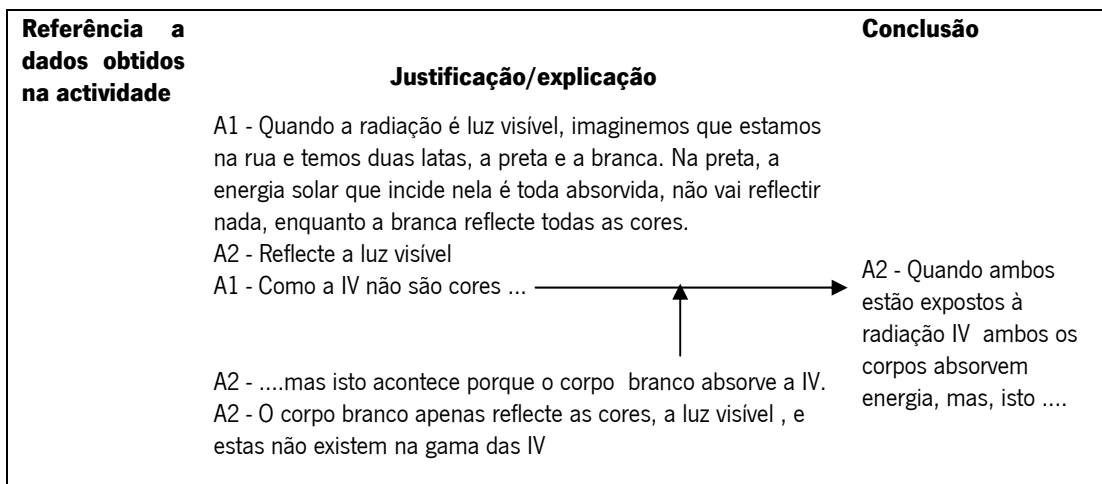 Referência a
dados obtidos
na actividade
Justificação/explicação
Conclusão
A1 - Quando a radiação é luz visível, imaginemos que estamos
na rua e temos duas latas, a preta e a branca. Na preta, a
energia solar que incide nela é toda absorvida, não vai reflectir
nada, enquanto a branca reflecte todas as cores.
A2 - Reflecte a luz visível
A1 - Como a IV não são cores ...
A2 - ....mas isto acontece porque o corpo branco absorve a IV.
A2 - O corpo branco apenas reflecte as cores, a luz visível , e
estas não existem na gama das IV
A2 - Quando ambos
estão expostos à
radiação IV ambos os
corpos absorvem
energia, mas, isto ....